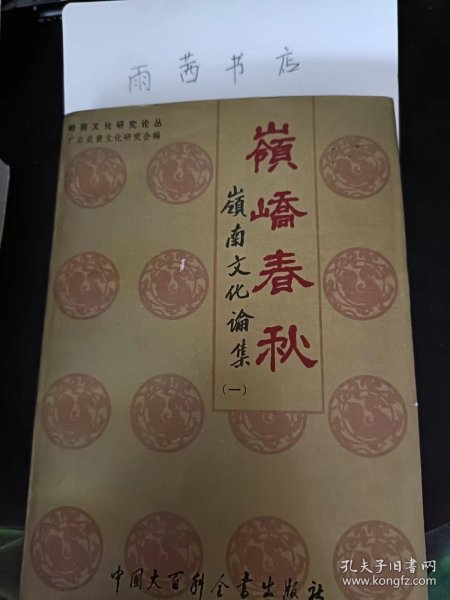 雨茜书店
岭南文化研究论丛
广东炎黄文化研究会编
嶺嶠春秋
嶺南文化論集
(一)
中国大百科全书出版社
孔夫子旧书网
www.kongfz.com